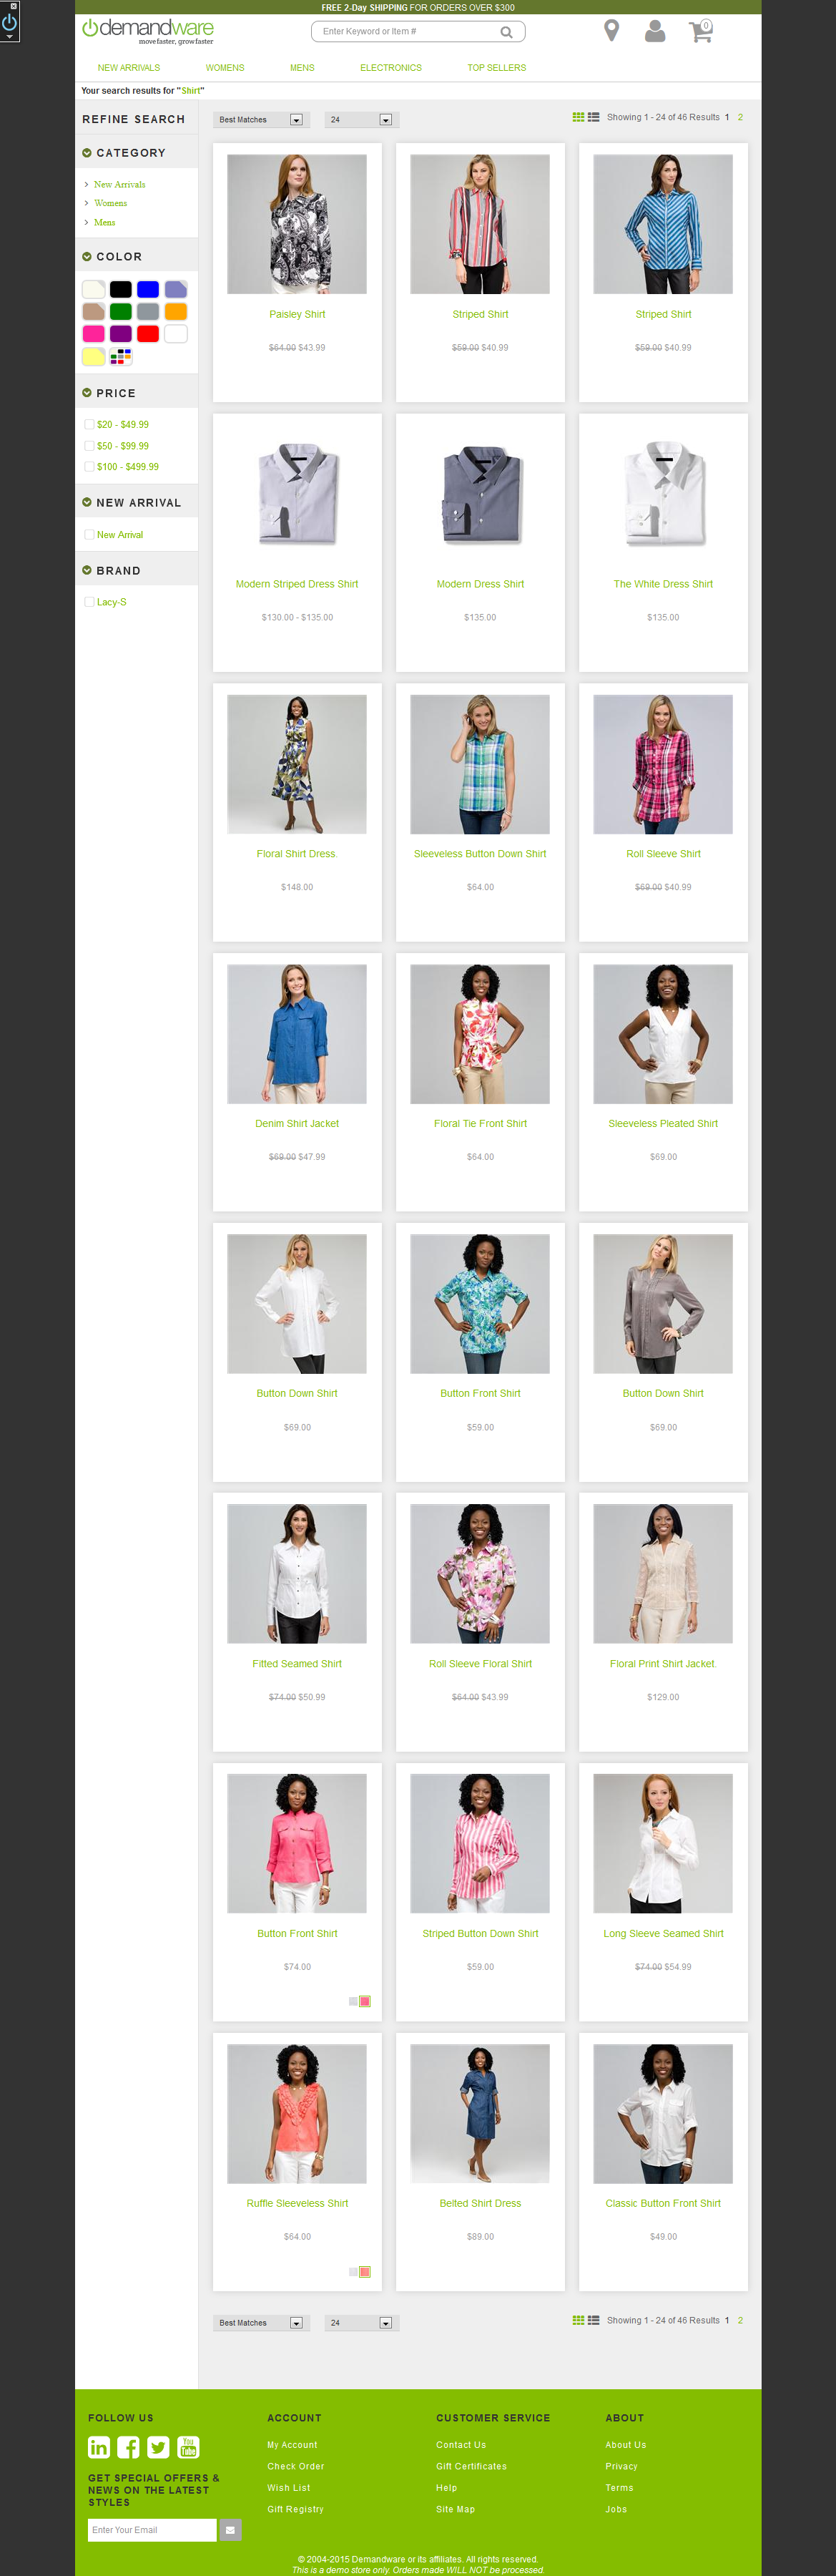 FREE 2-Day SHIPPING FOR ORDERS OVER $300
demandware
move faster, grow faster
Enter Keyword or Item #
0
NEW ARRIVALS WOMENS MENS ELECTRONICS TOP SELLERS
Your search results for "Shirt"
REFINE SEARCH
CATEGORY
New Arrivals
Womens
Mens
COLOR
PRICE
$20 - $49.99
$50 - $99.99
$100 - $499.99
NEW ARRIVAL
New Arrival
BRAND
Lacy-S
Best Matches 24 Showing 1 - 24 of 46 Results 1 2
Paisley Shirt
$64.00 $43.99
Striped Shirt
$59.00 $40.99
Striped Shirt
$59.00 $40.99
Modern Striped Dress Shirt
$130.00 - $135.00
Modern Dress Shirt
$135.00
The White Dress Shirt
$135.00
Floral Shirt Dress.
$148.00
Sleeveless Button Down Shirt
$64.00
Roll Sleeve Shirt
$69.00 $40.99
Denim Shirt Jacket
$69.00 $47.99
Floral Tie Front Shirt
$64.00
Sleeveless Pleated Shirt
$69.00
Button Down Shirt
$69.00
Button Front Shirt
$59.00
Button Down Shirt
$69.00
Fitted Seamed Shirt
$74.00 $50.99
Roll Sleeve Floral Shirt
$64.00 $43.99
Floral Print Shirt Jacket.
$129.00
Button Front Shirt
$74.00
Striped Button Down Shirt
$59.00
Long Sleeve Seamed Shirt
$74.00 $54.99
Ruffle Sleeveless Shirt
$64.00
Belted Shirt Dress
$89.00
Classic Button Front Shirt
$49.00
Best Matches 24 Showing 1 - 24 of 46 Results 1 2
FOLLOW US
in f You Tube
GET SPECIAL OFFERS &
NEWS ON THE LATEST
STYLES
Enter Your Email
ACCOUNT
My Account
Check Order
Wish List
Gift Registry
CUSTOMER SERVICE
Contact Us
Gift Certificates
Help
Site Map
ABOUT
About Us
Privacy
Terms
Jobs
© 2004-2015 Demandware or its affiliates. All rights reserved.
This is a demo store only. Orders made WILL NOT be processed.